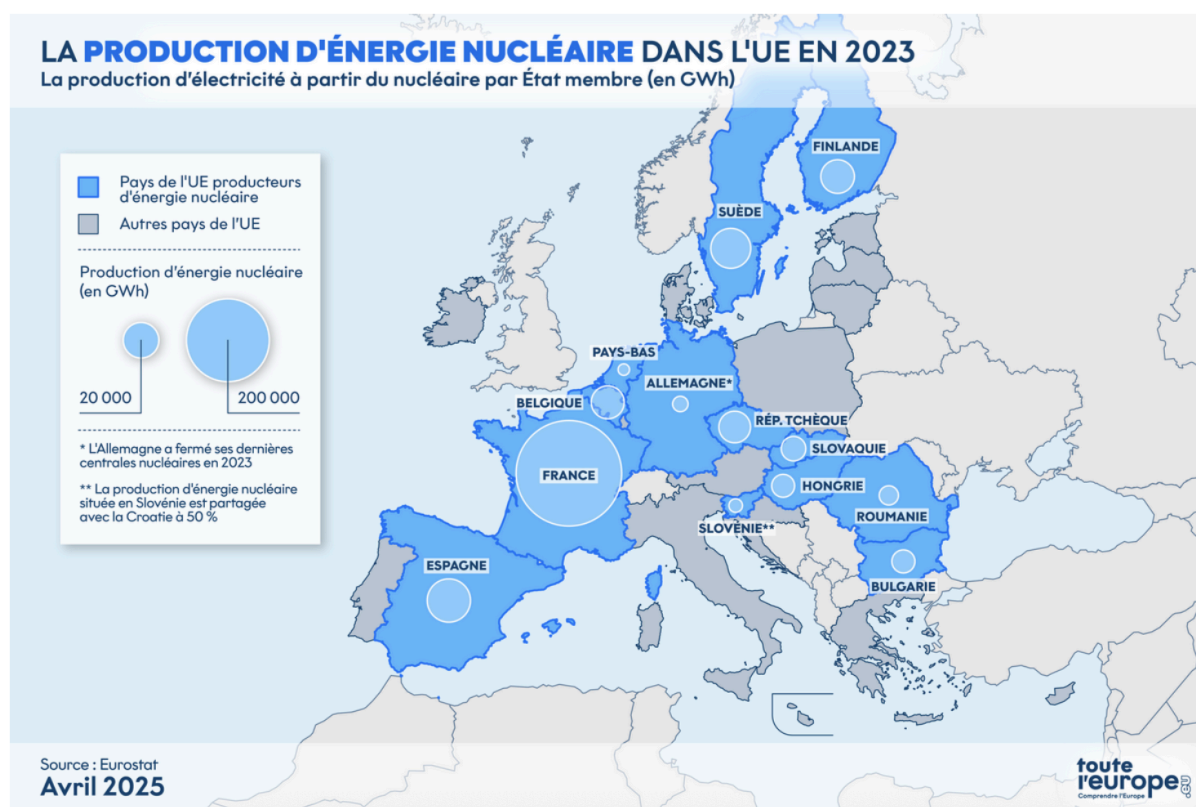 LA PRODUCTION D'ÉNERGIE NUCLÉAIRE DANS L'UE EN 2023
La production d'électricité à partir du nucléaire par État membre (en GWh)
Pays de l'UE producteurs
d'énergie nucléaire
Autres pays de l'UE
Production d'énergie nucléaire
(en GWh)
20 000
200 000
* L'Allemagne a fermé ses dernières
centrales nucléaires en 2023
** La production d'énergie nucléaire
située en Slovénie est partagée
avec la Croatie à 50 %
FINLANDE
SUÈDE
PAYS-BAS
ALLEMAGNE*
BELGIQUE
RÉP. TCHÈQUE
SLOVAQUIE
FRANCE
HONGRIE
ROUMANIE
SLOVÉNIE**
ESPAGNE
BULGARIE
Source : Eurostat
Avril 2025
toute
l'europe.eu
Comprendre l'Europe